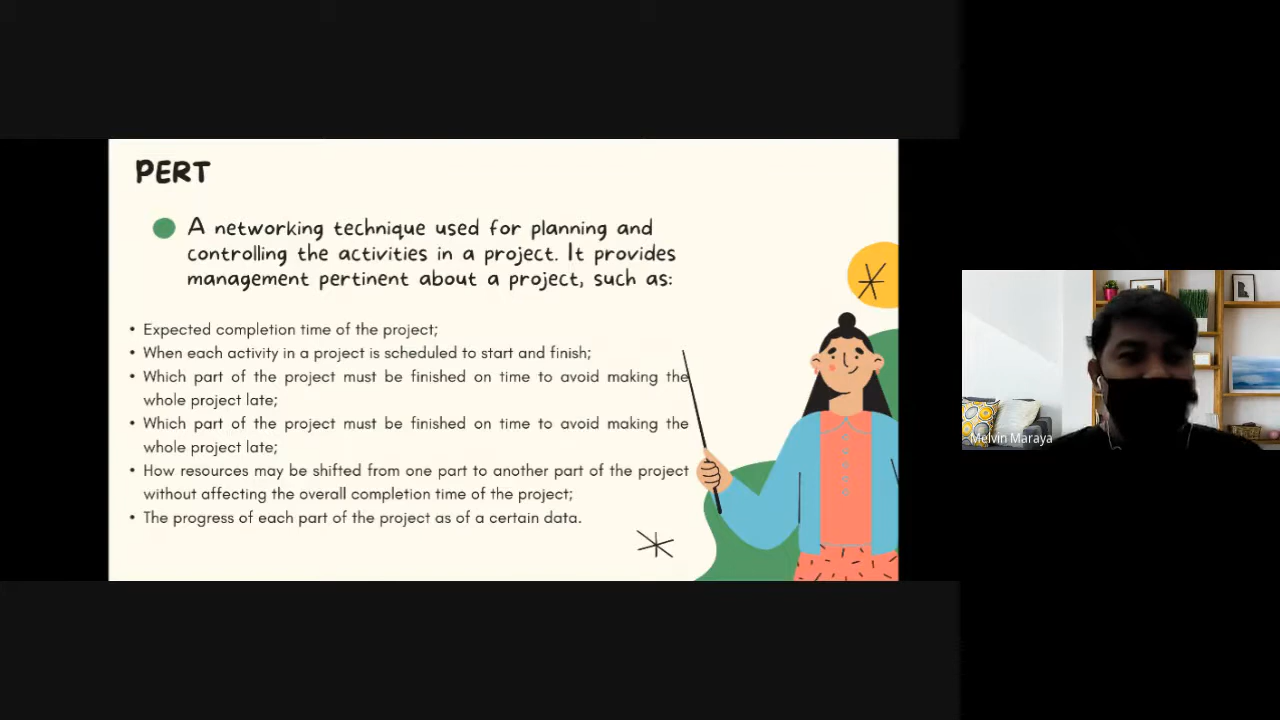 PERT
A networking technique used for planning and
controlling the activities in a project. It provides
management pertinent about a project, such as:
• Expected completion time of the project;
• When each activity in a project is scheduled to start and finish;
• Which part of the project must be finished on time to avoid making the
whole project late;
• Which part of the project must be finished on time to avoid making the
whole project late;
• How resources may be shifted from one part to another part of the project
without affecting the overall completion time of the project;
• The progress of each part of the project as of a certain data.
Melvin Maraya